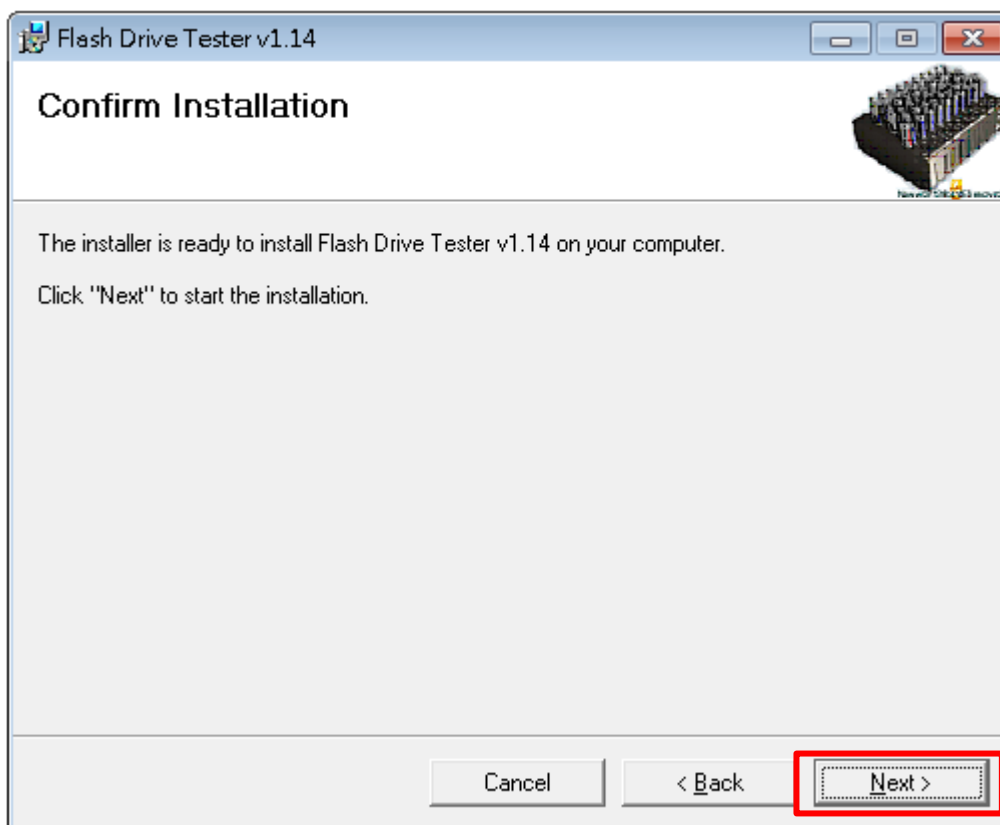 Flash Drive Tester v1.14
Confirm Installation
The installer is ready to install Flash Drive Tester v1.14 on your computer.
Click "Next" to start the installation.
Cancel
< Back
Next >